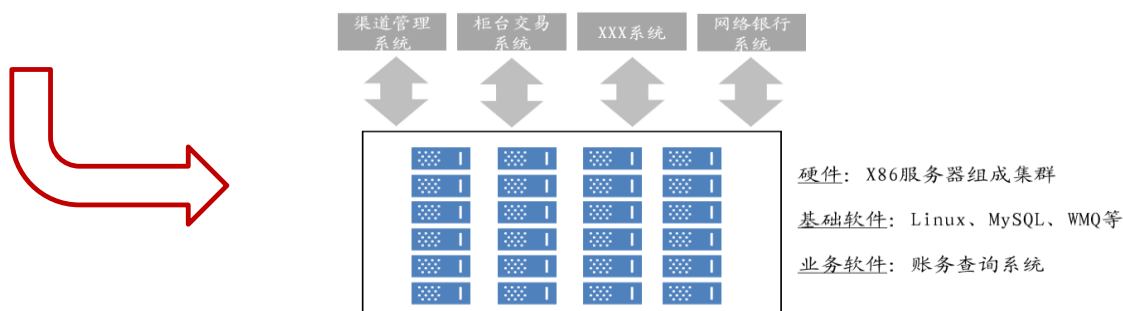 渠道管理
系统
柜台交易
系统
XXX系统
网络银行
系统
硬件：X86服务器组成集群
基础软件：Linux、MySQL、WMQ等
业务软件：账务查询系统